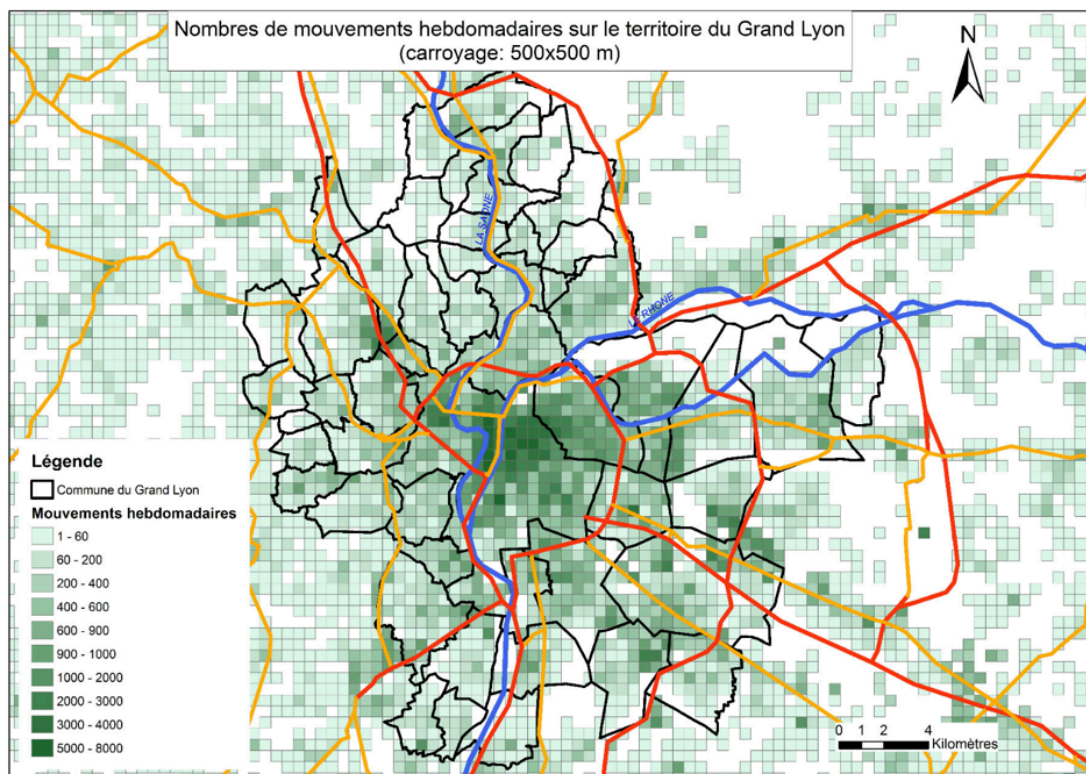 Nombres de mouvements hebdomadaires sur le territoire du Grand Lyon
(carroyage: 500x500 m)
N
LA SAONE
LE RHONE
Légende
Commune du Grand Lyon
Mouvements hebdomadaires
1 - 60
60 - 200
200 - 400
400 - 600
600 - 900
900 - 1000
1000 - 2000
2000 - 3000
3000 - 4000
5000 - 8000
0 1 2 4
Kilomètres